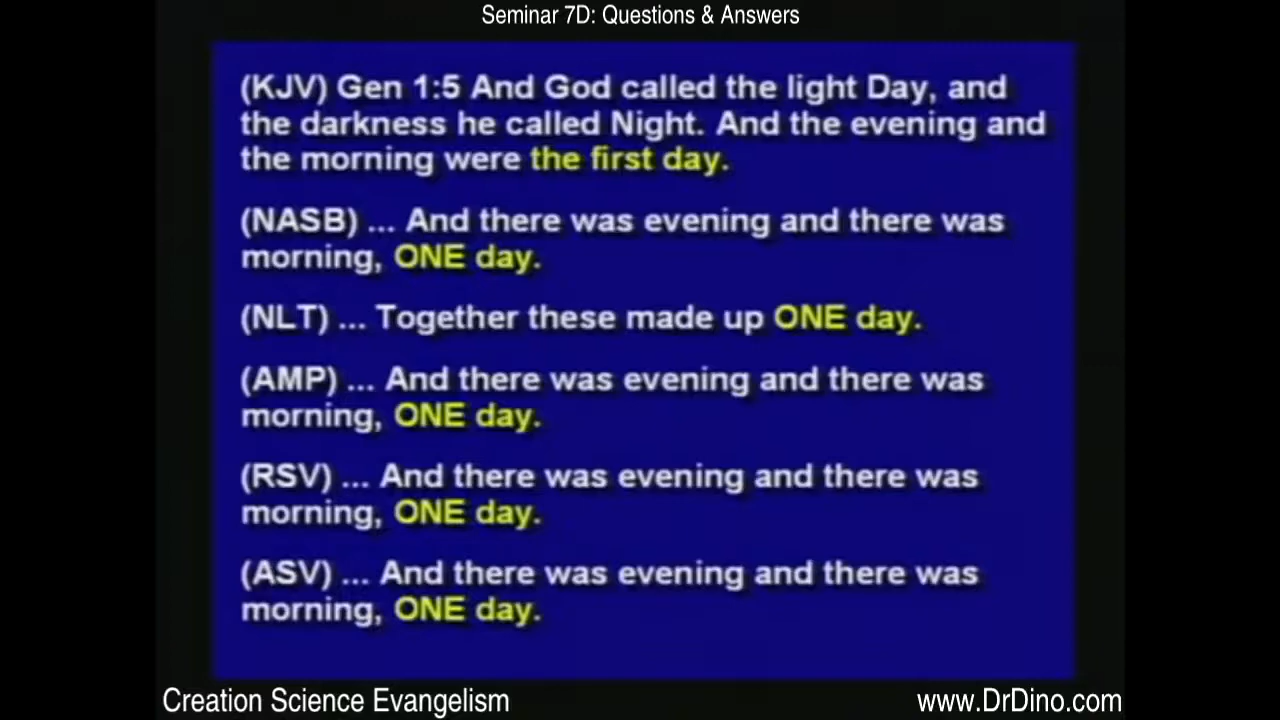 Seminar 7D: Questions & Answers
(KJV) Gen 1:5 And God called the light Day, and
the darkness he called Night. And the evening and
the morning were the first day.
(NASB) ... And there was evening and there was
morning, ONE day.
(NLT) ... Together these made up ONE day.
(AMP) ... And there was evening and there was
morning, ONE day.
(RSV) ... And there was evening and there was
morning, ONE day.
(ASV) ... And there was evening and there was
morning, ONE day.
Creation Science Evangelism
www.DrDino.com